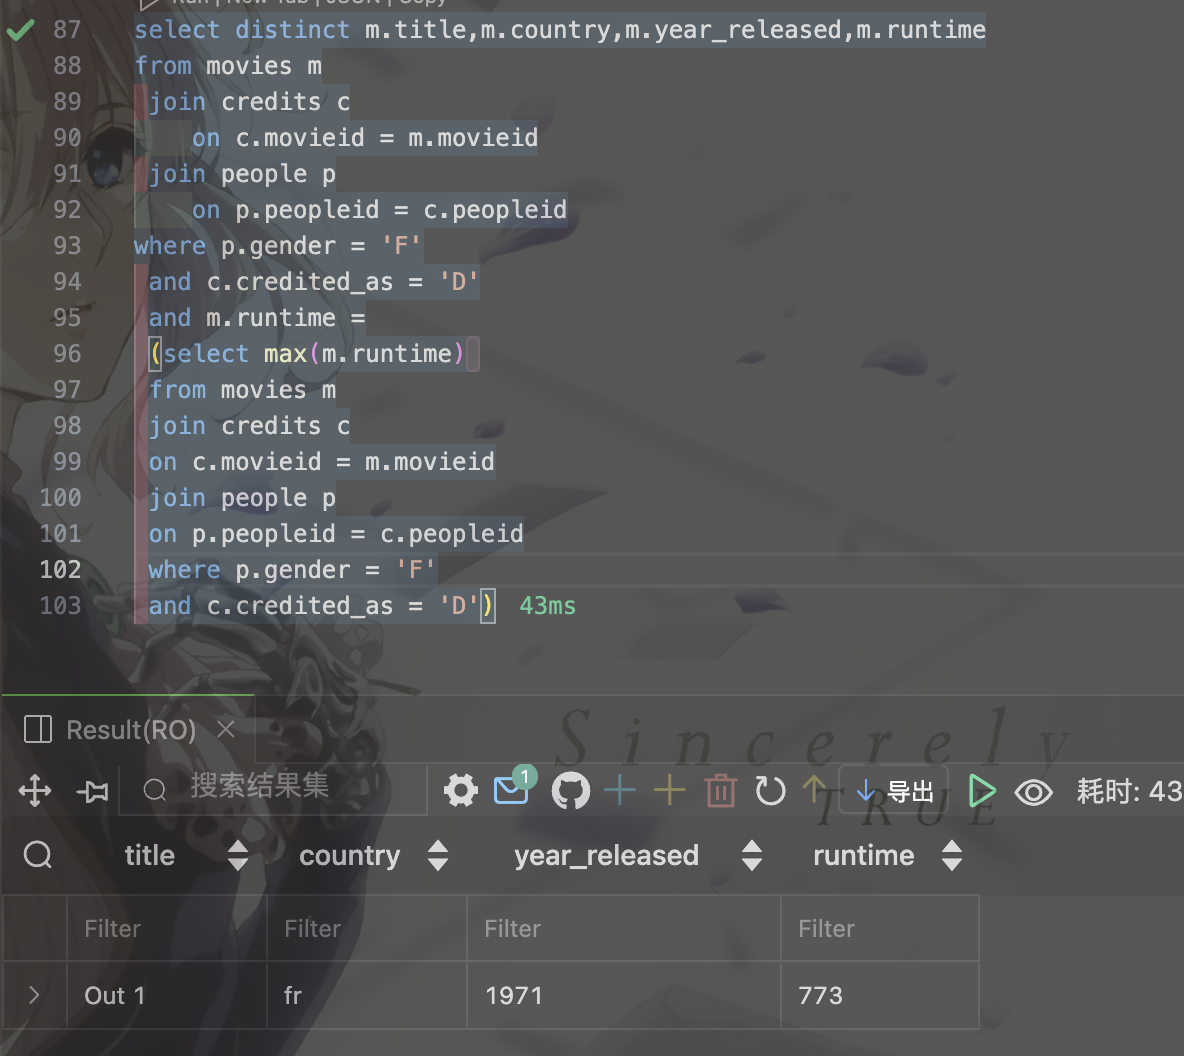 Run | New Tab | JSON | Copy
87 select distinct m.title,m.country,m.year_released,m.runtime
88 from movies m
89 join credits c
90 on c.movieid = m.movieid
91 join people p
92 on p.peopleid = c.peopleid
93 where p.gender = 'F'
94 and c.credited_as = 'D'
95 and m.runtime =
96 (select max(m.runtime)
97 from movies m
98 join credits c
99 on c.movieid = m.movieid
100 join people p
101 on p.peopleid = c.peopleid
102 where p.gender = 'F'
103 and c.credited_as = 'D') 43ms
Sincerely
Result(RO)
搜索结果集 1 导出 耗时: 43
TRUE
title country year_released runtime
Filter Filter Filter Filter
Out 1 fr 1971 773